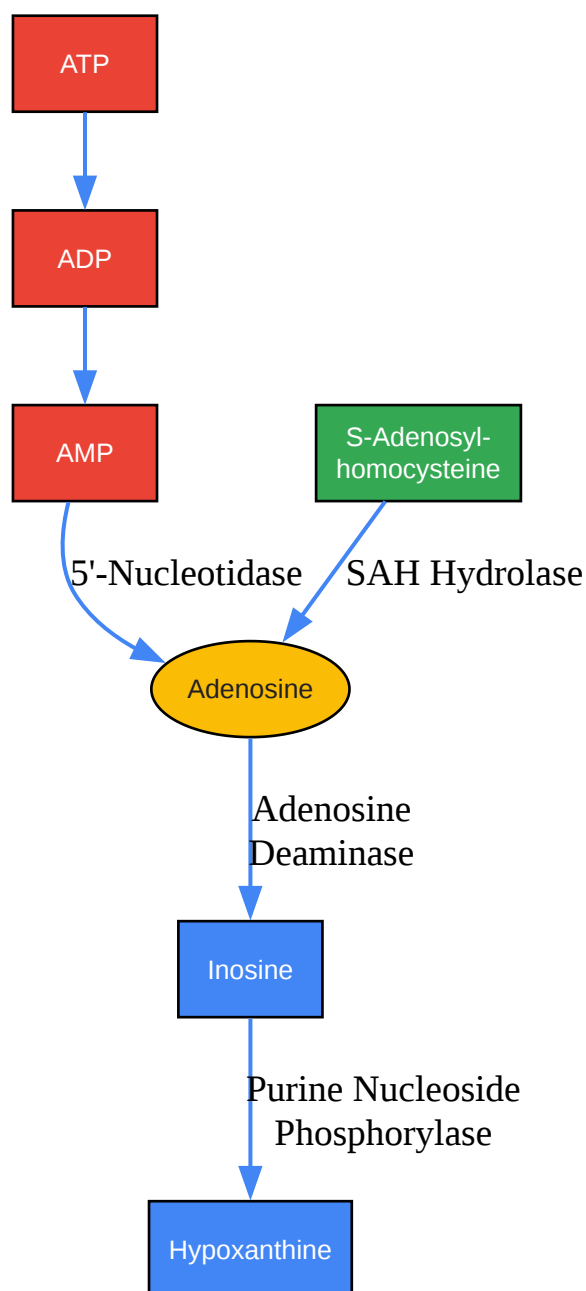 ATP
ADP
AMP
S-Adenosyl-
homocysteine
5'-Nucleotidase
SAH Hydrolase
Adenosine
Adenosine
Deaminase
Inosine
Purine Nucleoside
Phosphorylase
Hypoxanthine